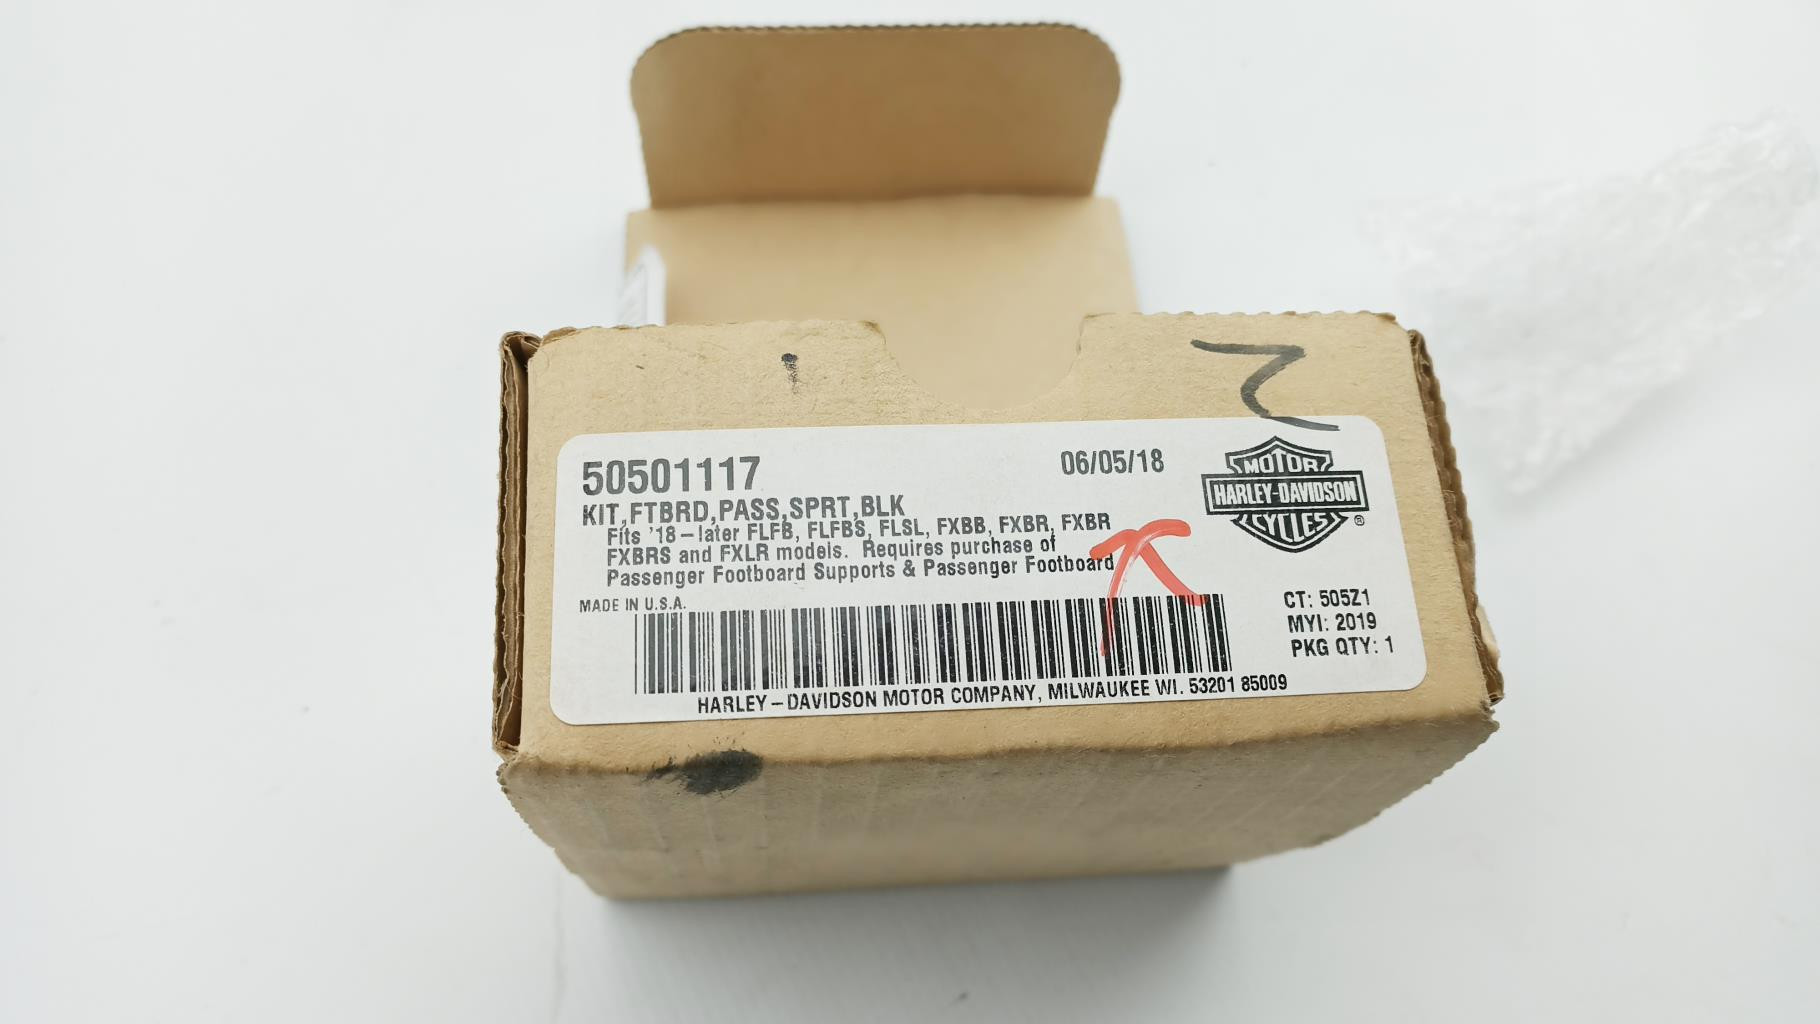 50501117
06/05/18
KIT,FTBRD,PASS,SPRT,BLK
Fits '18-later FLFB, FLFBS, FLSL, FXBB, FXBR, FXBR
FXBRS and FXLR models. Requires purchase of
Passenger Footboard Supports & Passenger Footboard
MOTOR
HARLEY-DAVIDSON
CYCLES
®
MADE IN U.S.A.
CT: 505Z1
MYI: 2019
PKG QTY: 1
HARLEY-DAVIDSON MOTOR COMPANY, MILWAUKEE WI. 53201 85009